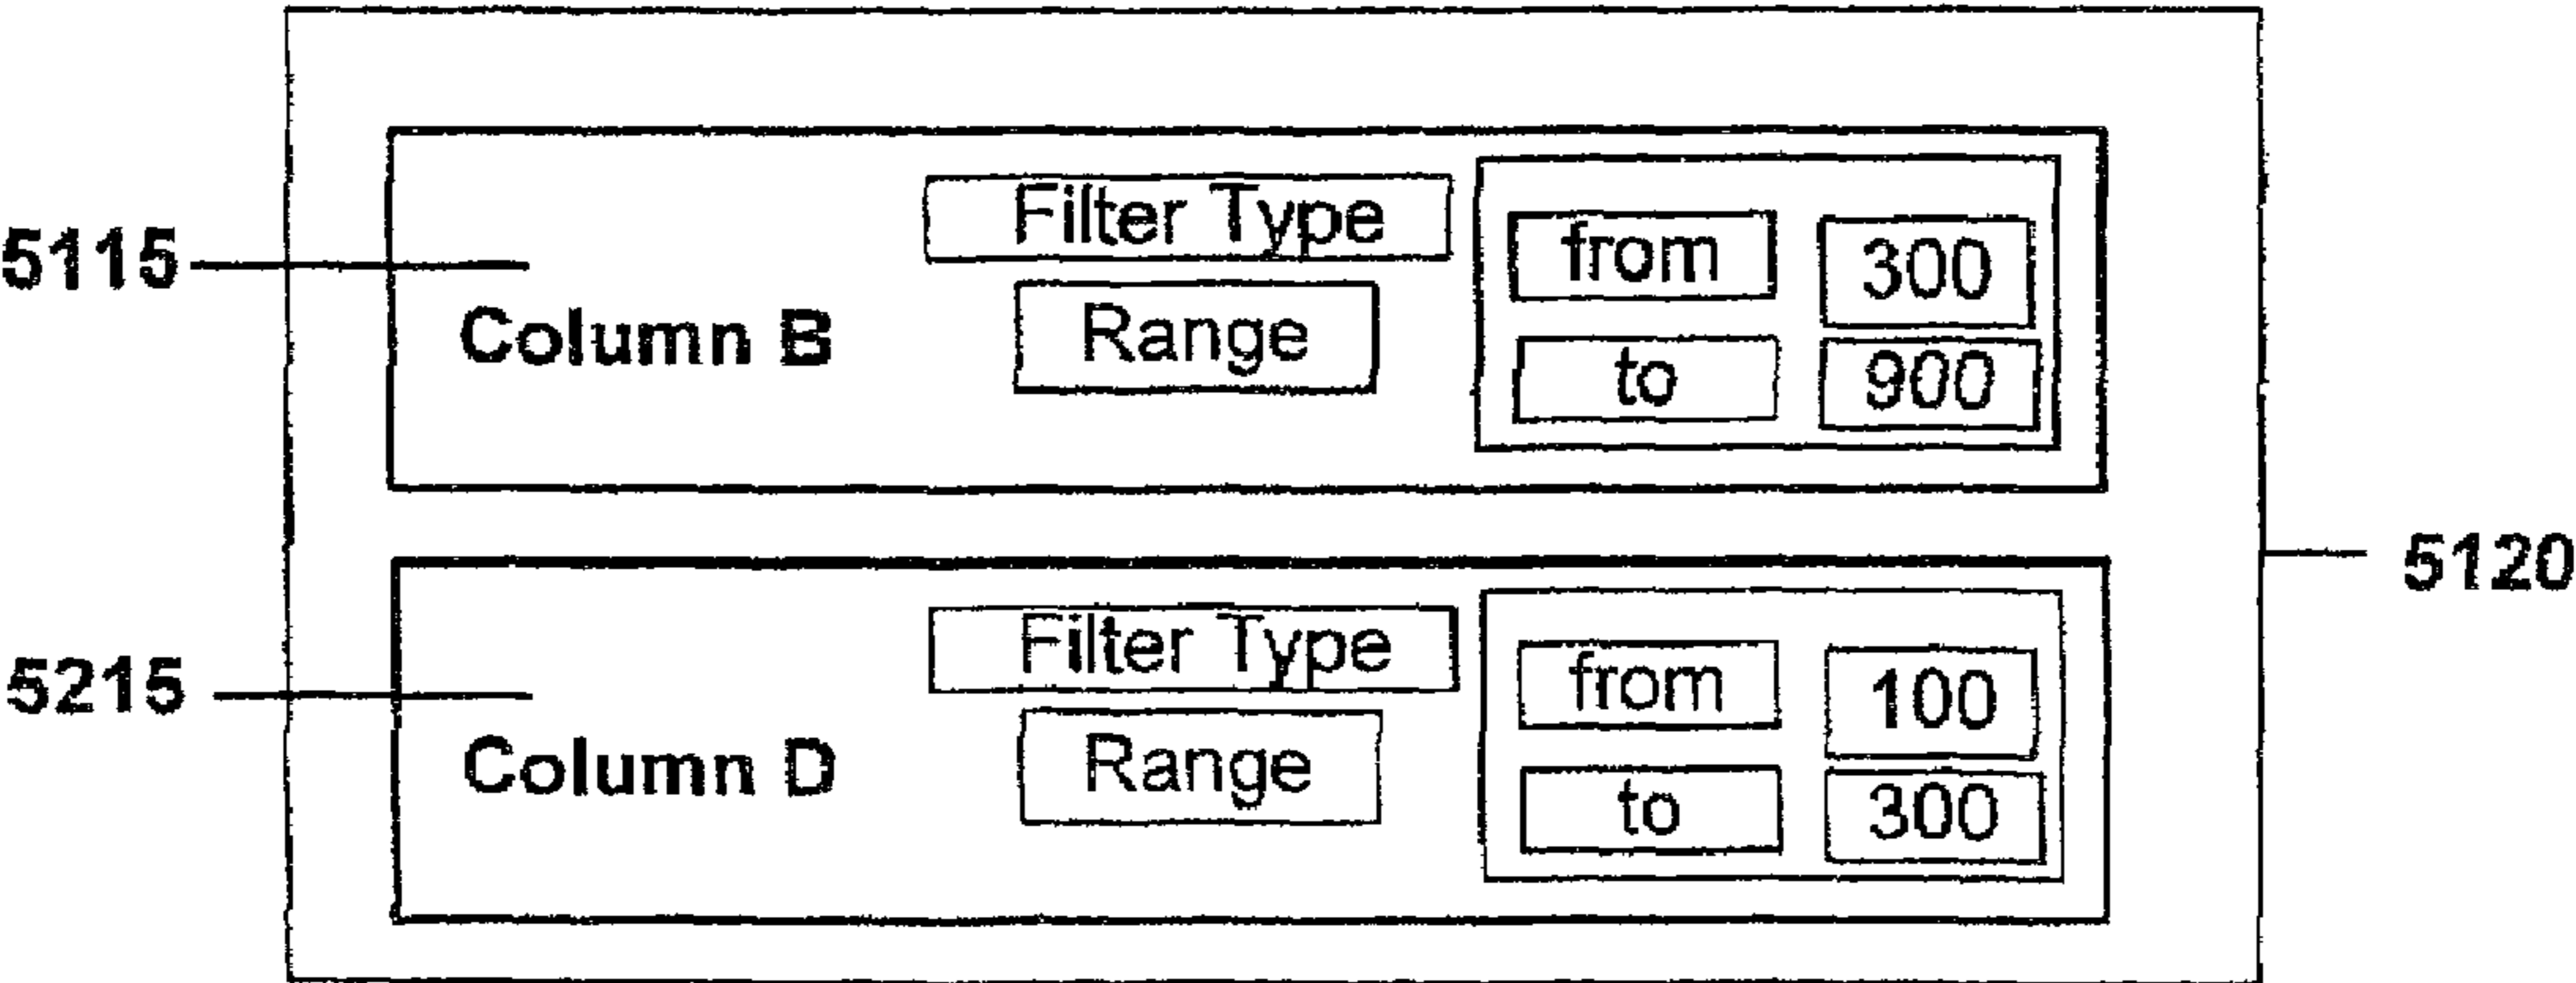 Filter Type
from 300
5115
Column B
Range
to 900
5120
Filter Type
from 100
5215
Column D
Range
to 300